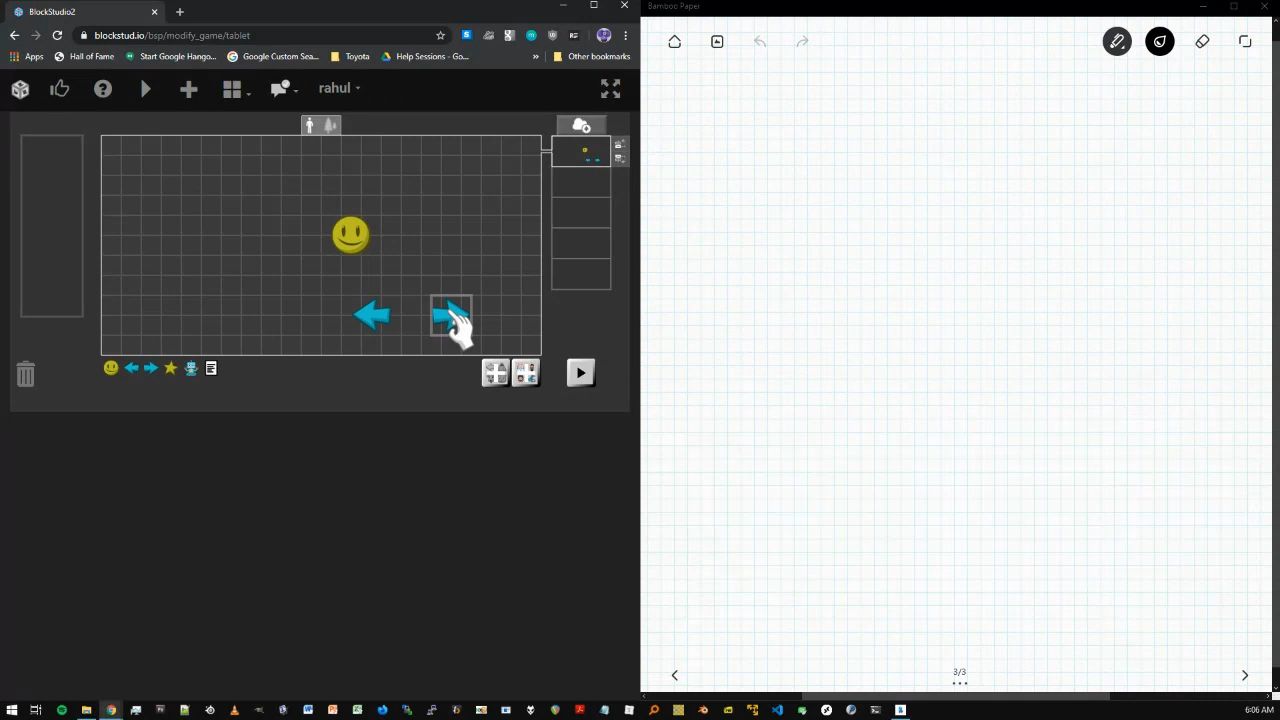 BlockStudio2
Bamboo Paper
blockstud.io/bsp/modify_game/tablet
Apps
Hall of Fame
Start Google Hango...
Google Custom Sea...
Toyota
Help Sessions - Goo...
»
Other bookmarks
rahul
3/3
6:06 AM